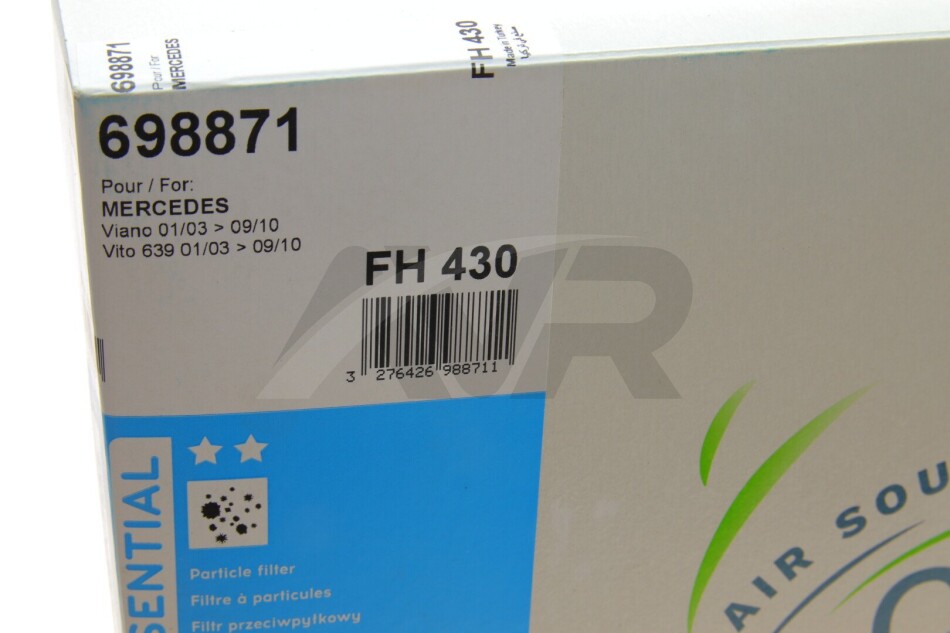 698871
Pour / For:
MERCEDES
FH 430
Made in Turkey
698871
Pour / For:
MERCEDES
Viano 01/03 > 09/10
Vito 639 01/03 > 09/10
FH 430
3 276426 988711
AJR
SENTIAL
Particle filter
Filtre à particules
Filtr przeciwpyłkowy
AIR SOU